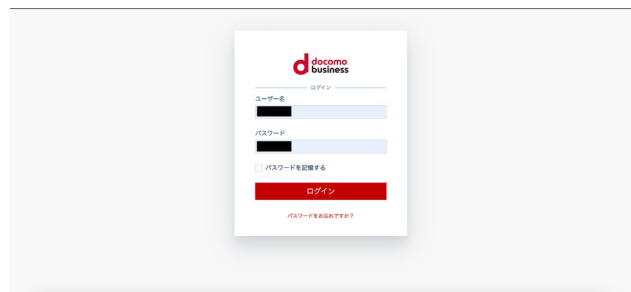 docomo
business
ログイン
ユーザー名
パスワード
パスワードを記憶する
ログイン
パスワードをお忘れですか？